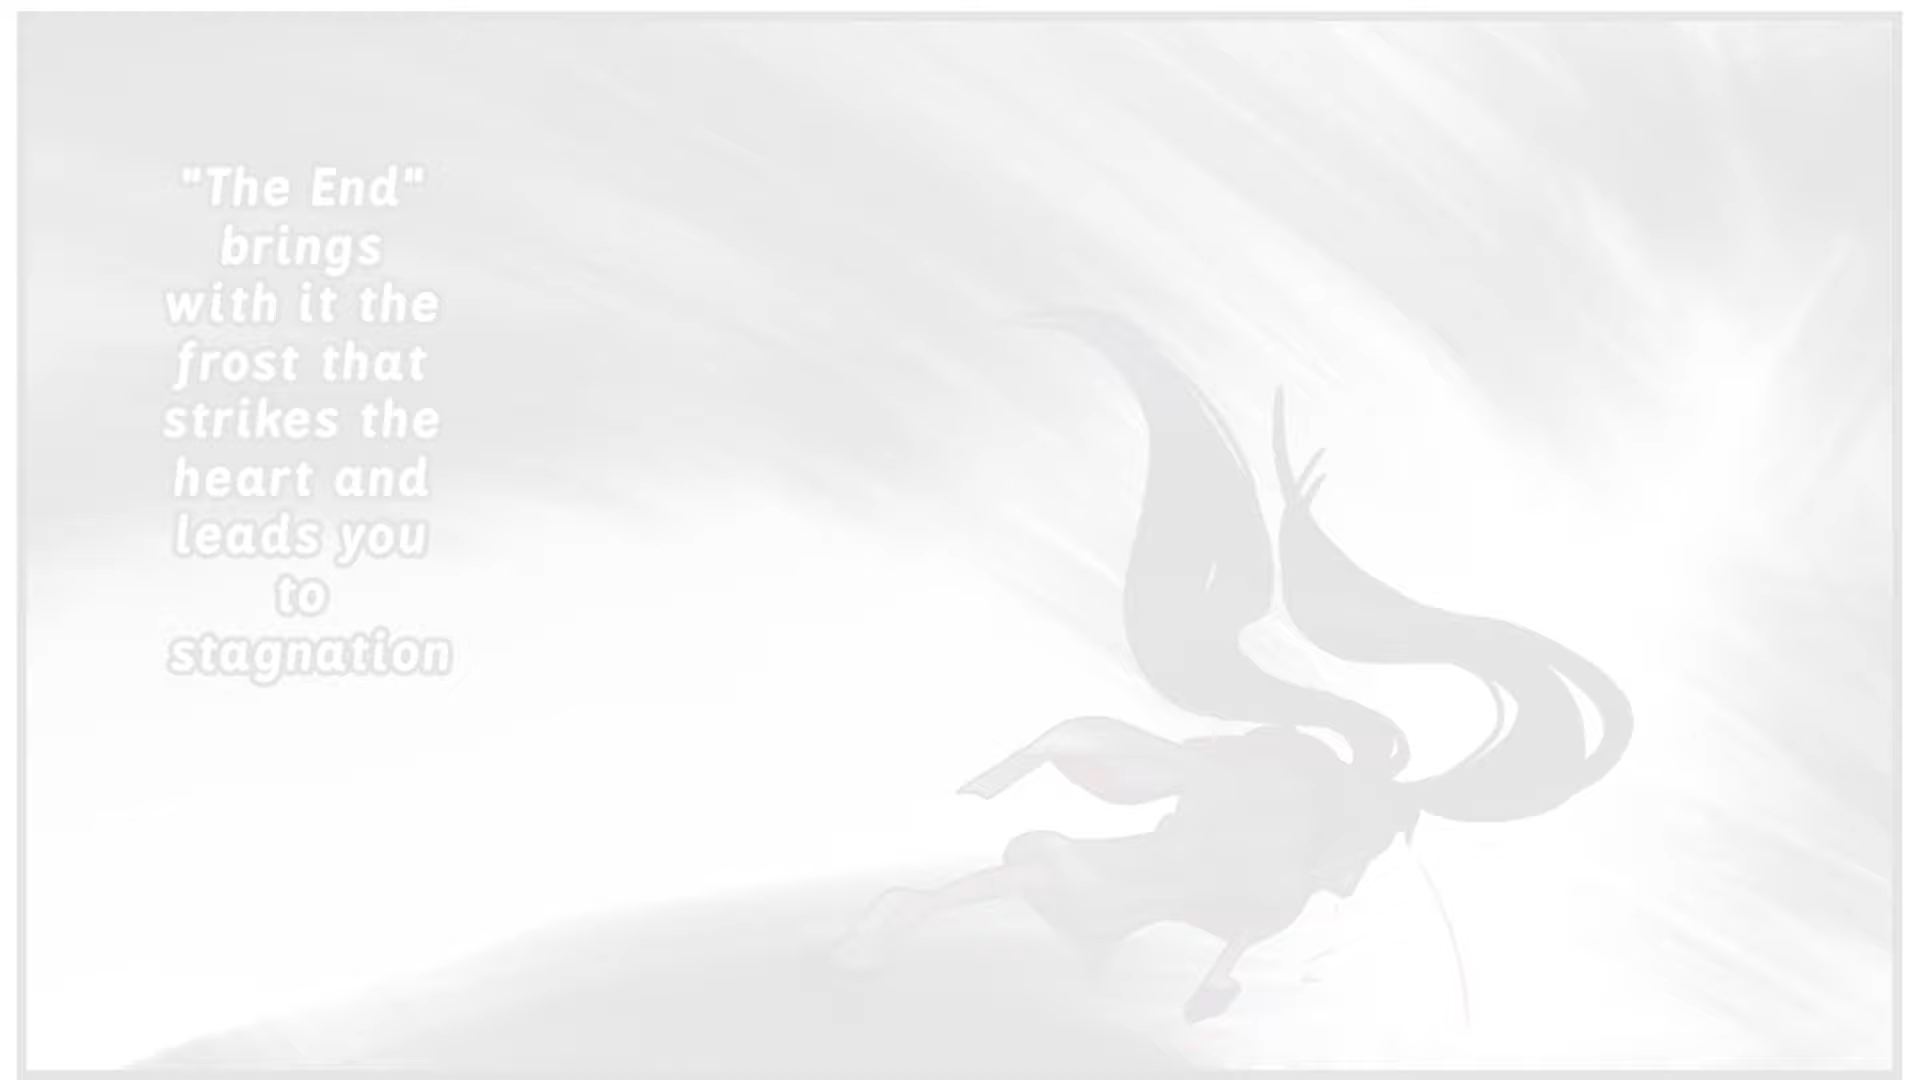 "The End"
brings
with it the
frost that
strikes the
heart and
leads you
to
stagnation